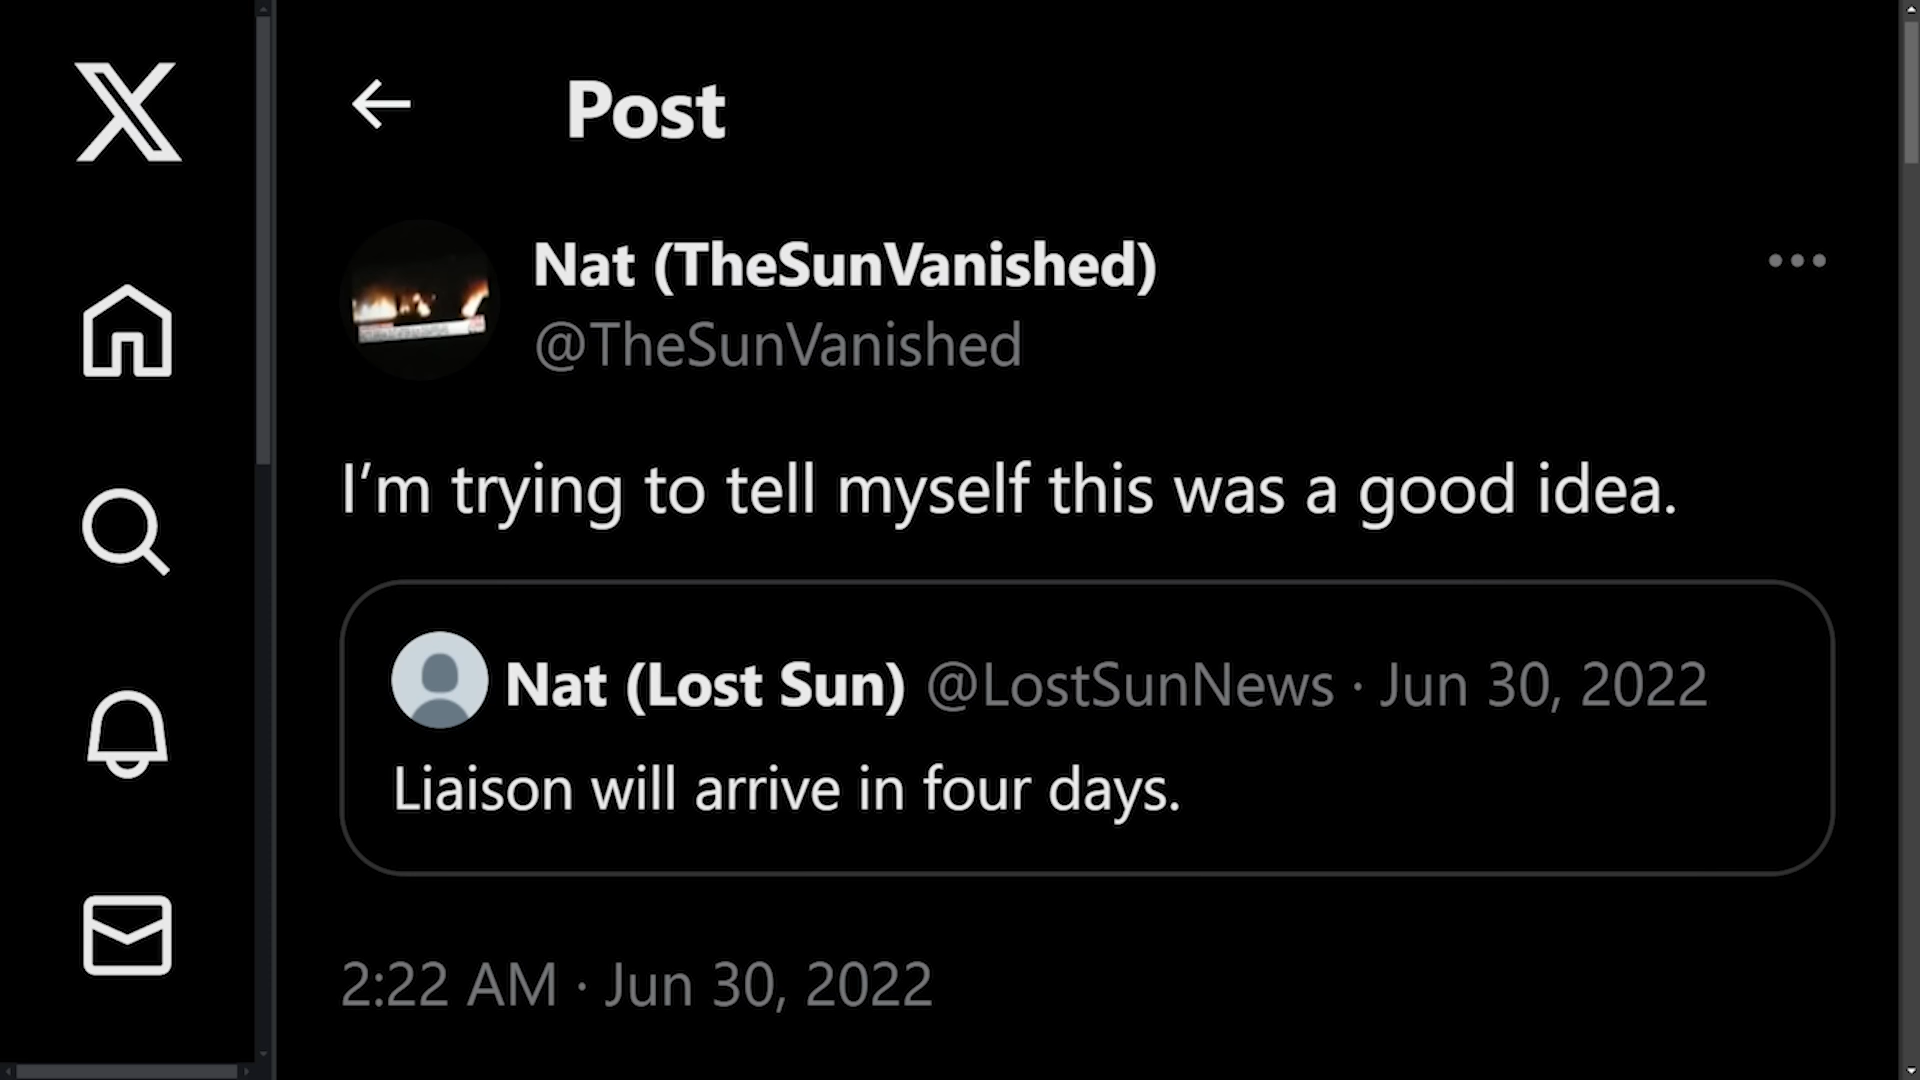 Post
Nat (TheSunVanished)
@TheSunVanished
I’m trying to tell myself this was a good idea.
Nat (Lost Sun) @LostSunNews · Jun 30, 2022
Liaison will arrive in four days.
2:22 AM · Jun 30, 2022